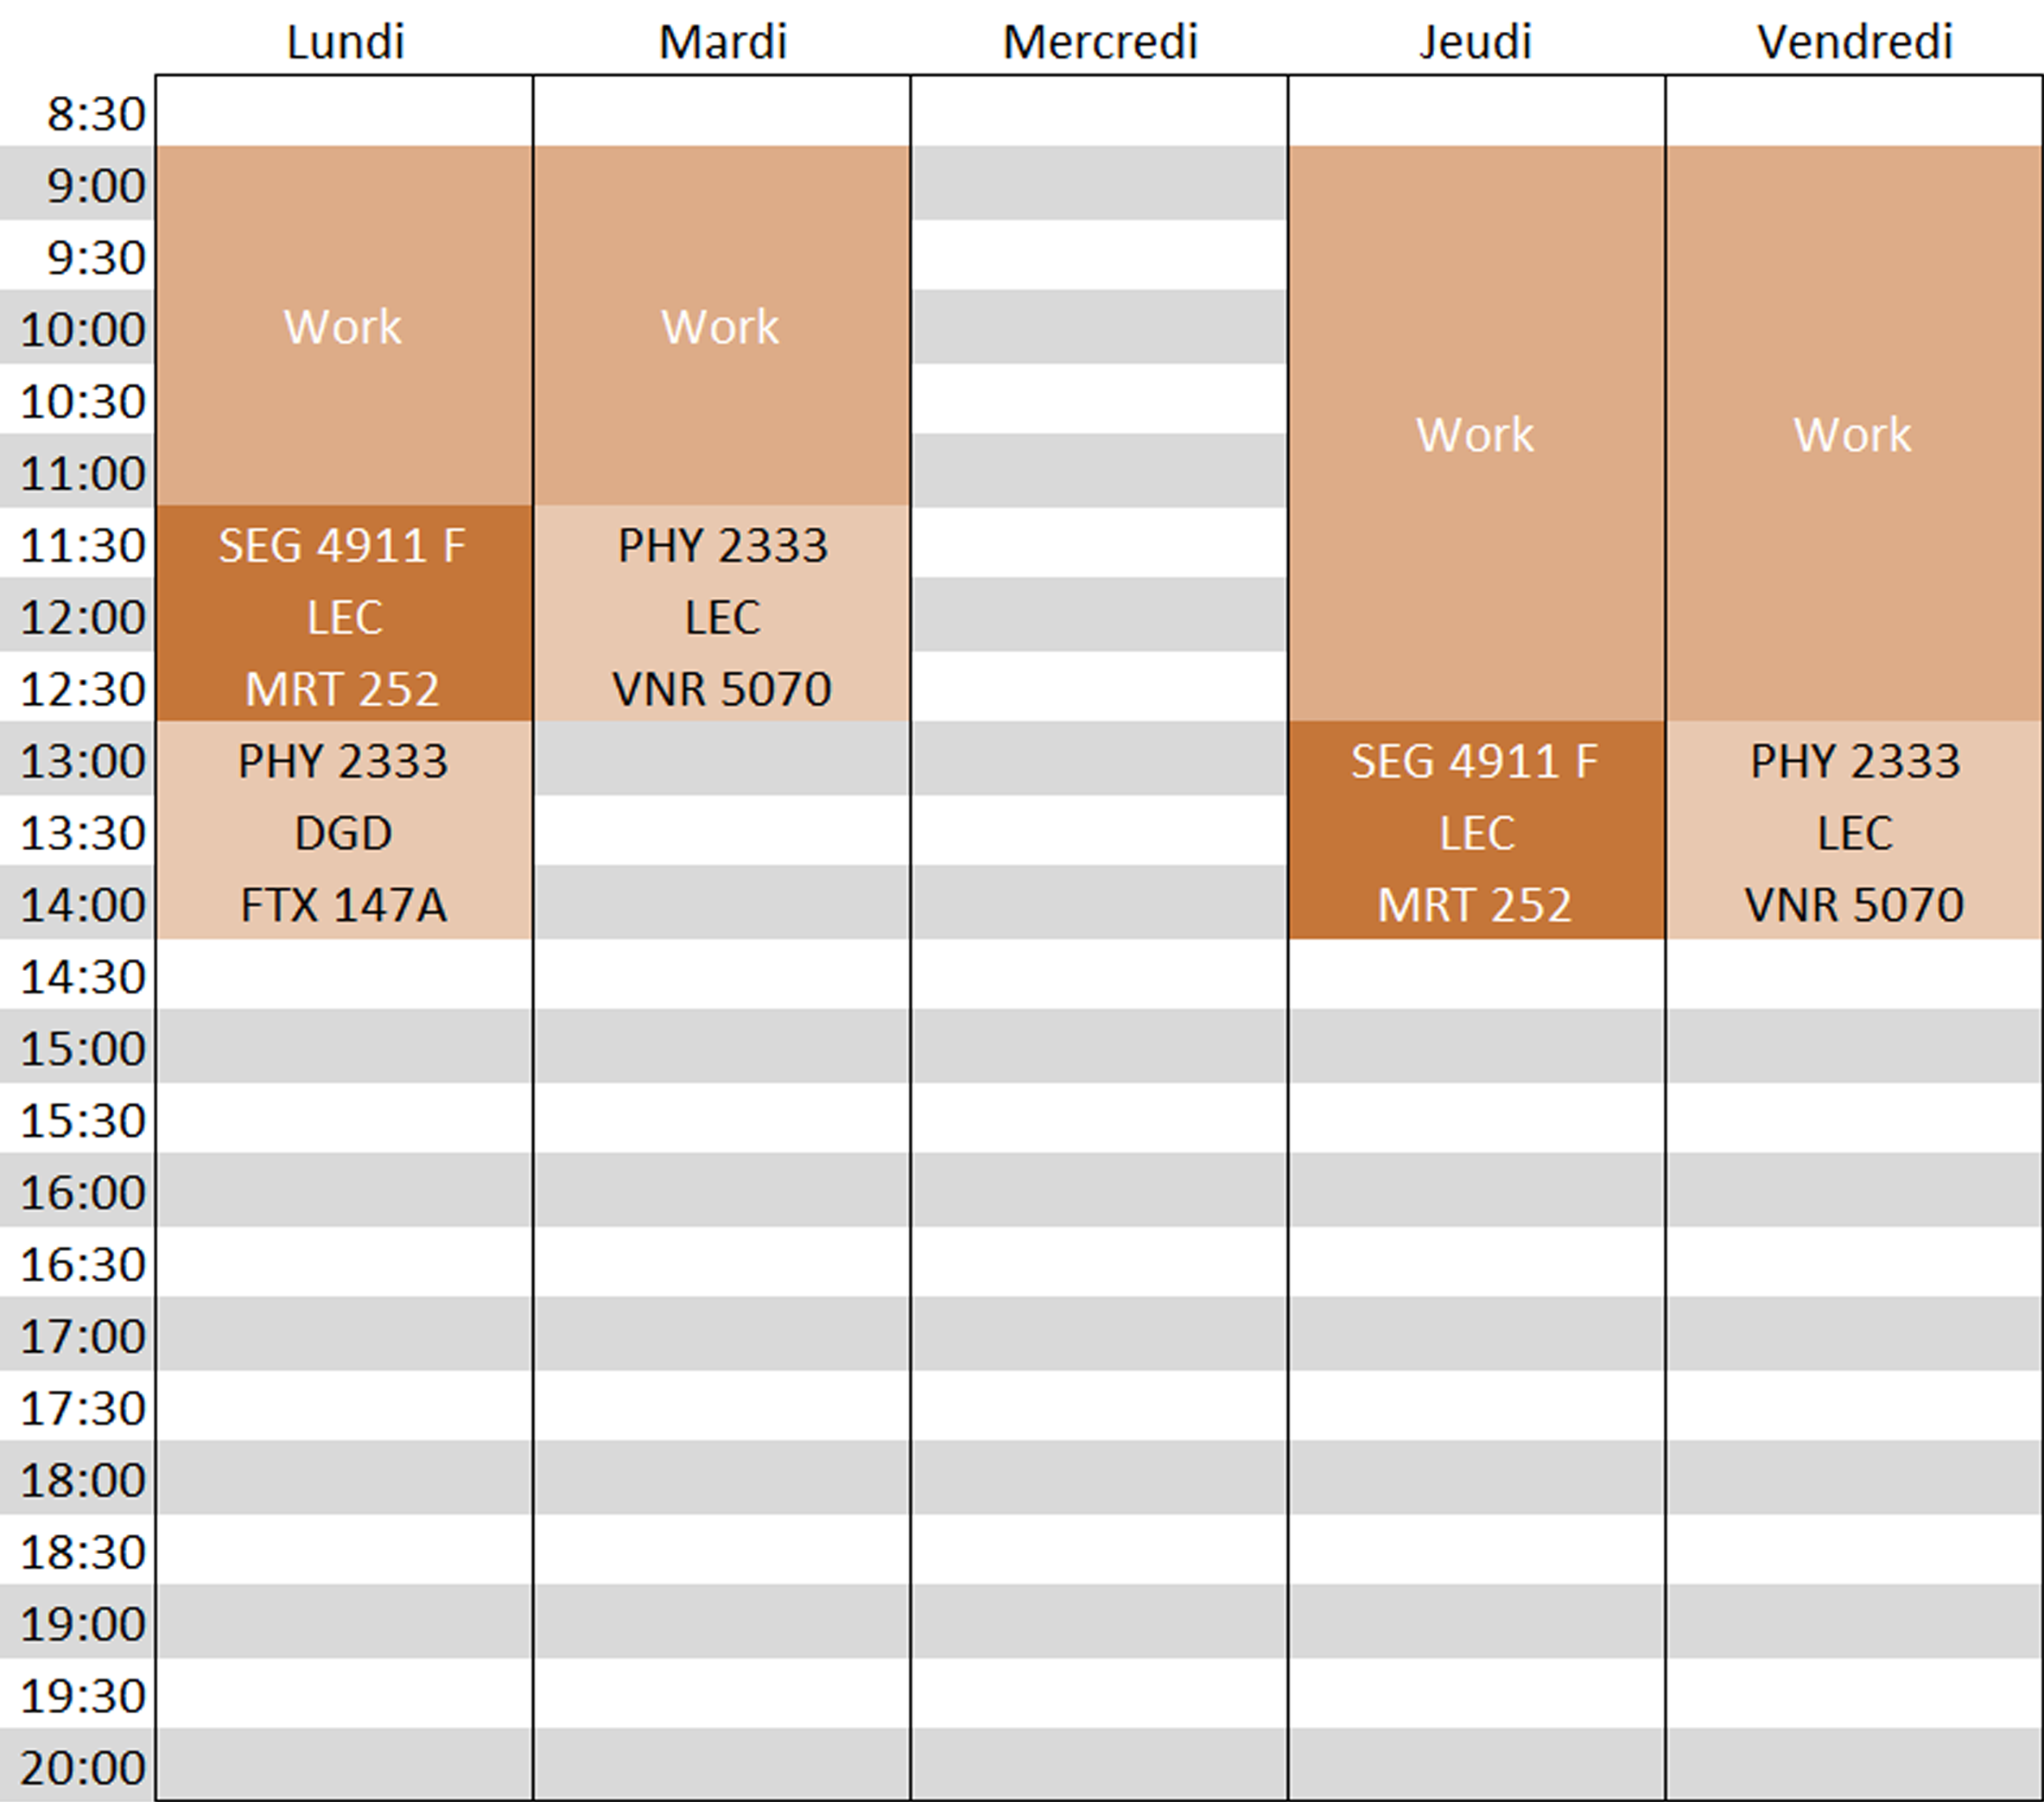 Lundi Mardi Mercredi Jeudi Vendredi
8:30
9:00
9:30
10:00 Work Work
10:30 Work Work
11:00
11:30 SEG 4911 F PHY 2333
12:00 LEC LEC
12:30 MRT 252 VNR 5070
13:00 PHY 2333 SEG 4911 F PHY 2333
13:30 DGD LEC LEC
14:00 FTX 147A MRT 252 VNR 5070
14:30
15:00
15:30
16:00
16:30
17:00
17:30
18:00
18:30
19:00
19:30
20:00